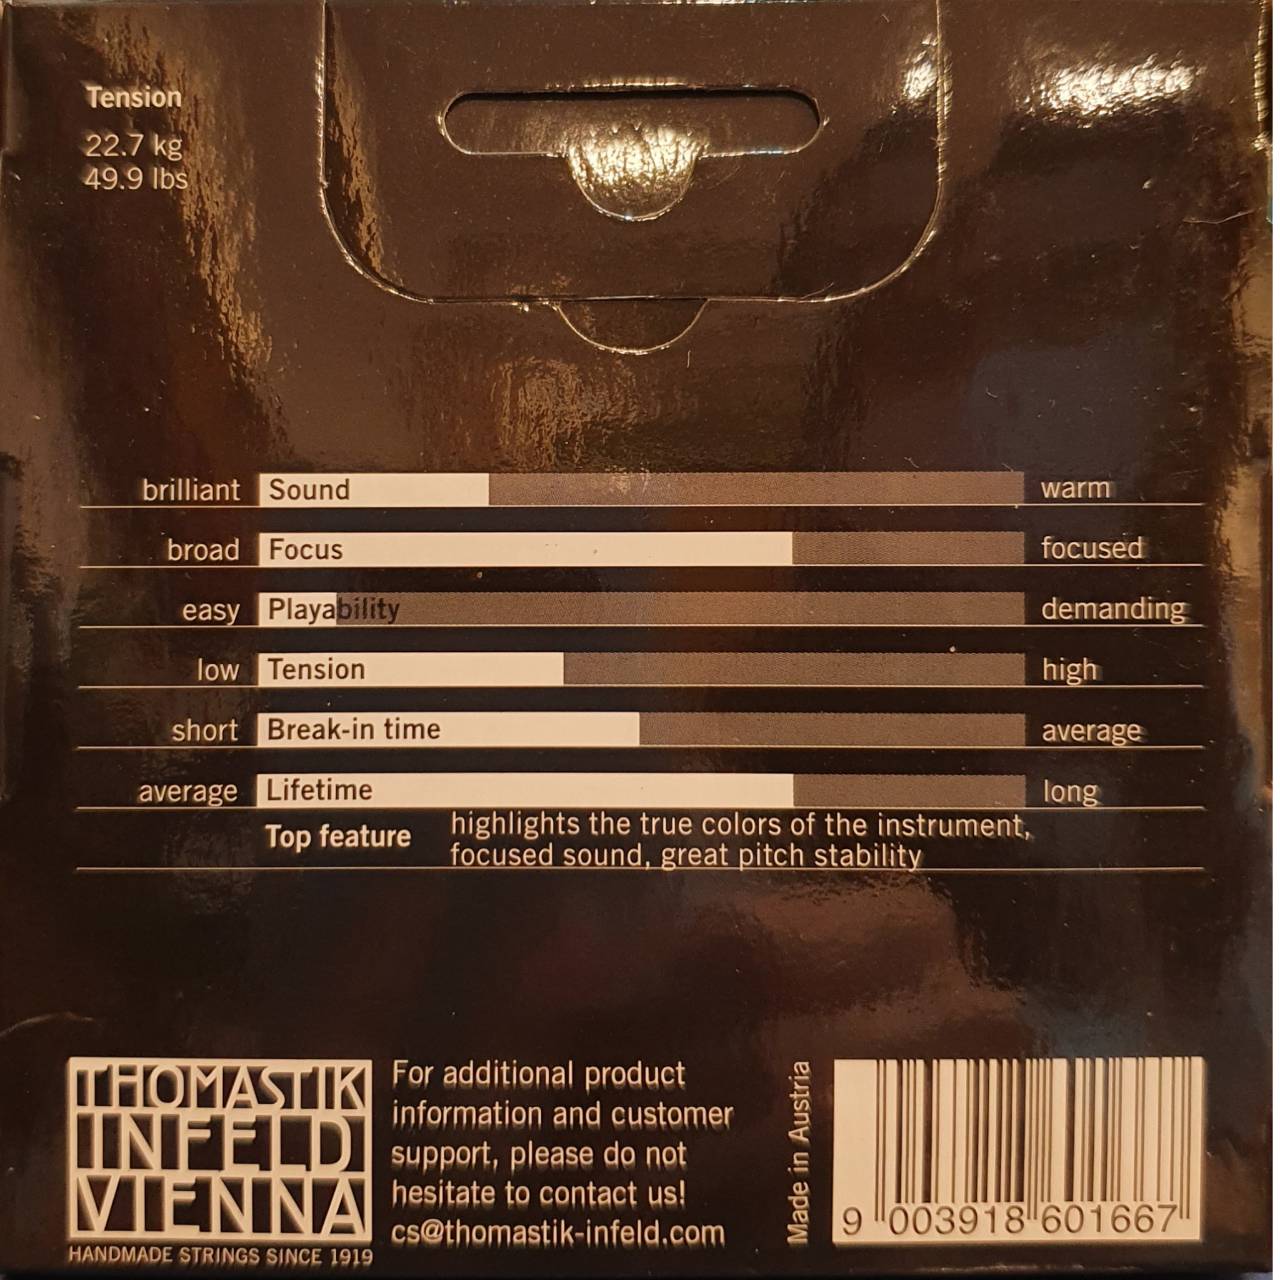 Tension
22.7 kg
49.9 lbs
brilliant Sound warm
broad Focus focused
easy Playability demanding
low Tension high
short Break-in time average
average Lifetime long
Top feature highlights the true colors of the instrument,
focused sound, great pitch stability
THOMASTIK
INFELD
VIENNA
HANDMADE STRINGS SINCE 1919
For additional product
information and customer
support, please do not
hesitate to contact us!
cs@thomastik-infeld.com
Made in Austria
9 003918 601667